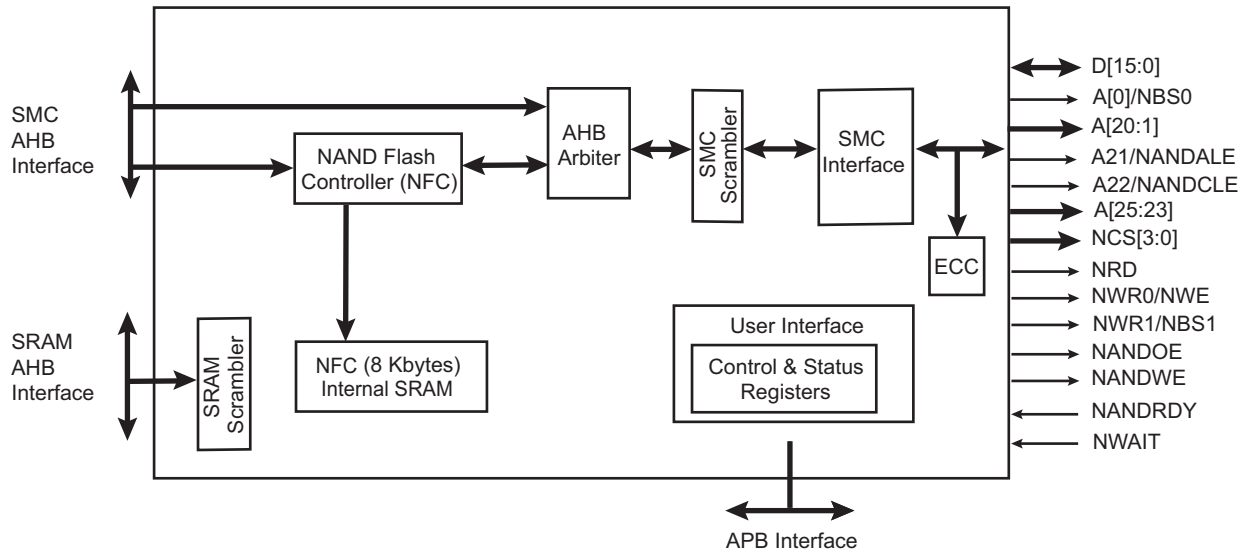 SMC
AHB
Interface
NAND Flash
Controller (NFC)
AHB
Arbiter
SMC
Scrambler
SMC
Interface
ECC
D[15:0]
A[0]/NBS0
A[20:1]
A21/NANDALE
A22/NANDCLE
A[25:23]
NCS[3:0]
NRD
NWR0/NWE
NWR1/NBS1
NANDOE
NANDWE
NANDRDY
NWAIT
SRAM
AHB
Interface
SRAM
Scrambler
NFC (8 Kbytes)
Internal SRAM
User Interface
Control & Status
Registers
APB Interface